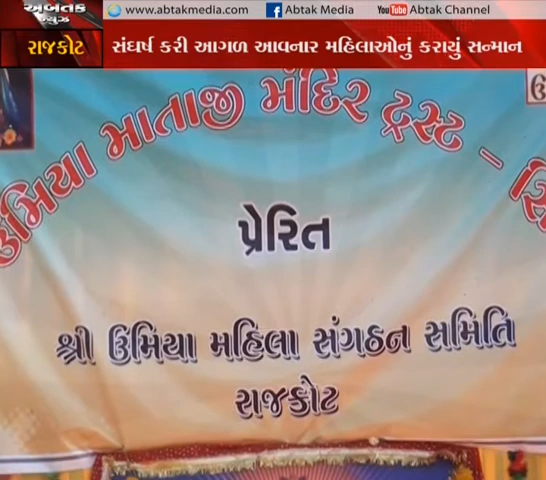 અબતક
ન્યુઝ
www.abtakmedia.com
Abtak Media
YouTube Abtak Channel
રાજકોટ
સંઘર્ષ કરી આગળ આવનાર મહિલાઓનું કરાયું સન્માન
ઉમિયા માતાજી મંદિર ટ્રસ્ટ -
પ્રેરિત
શ્રી ઉમિયા મહિલા સંગઠન સમિતિ
રાજકોટ